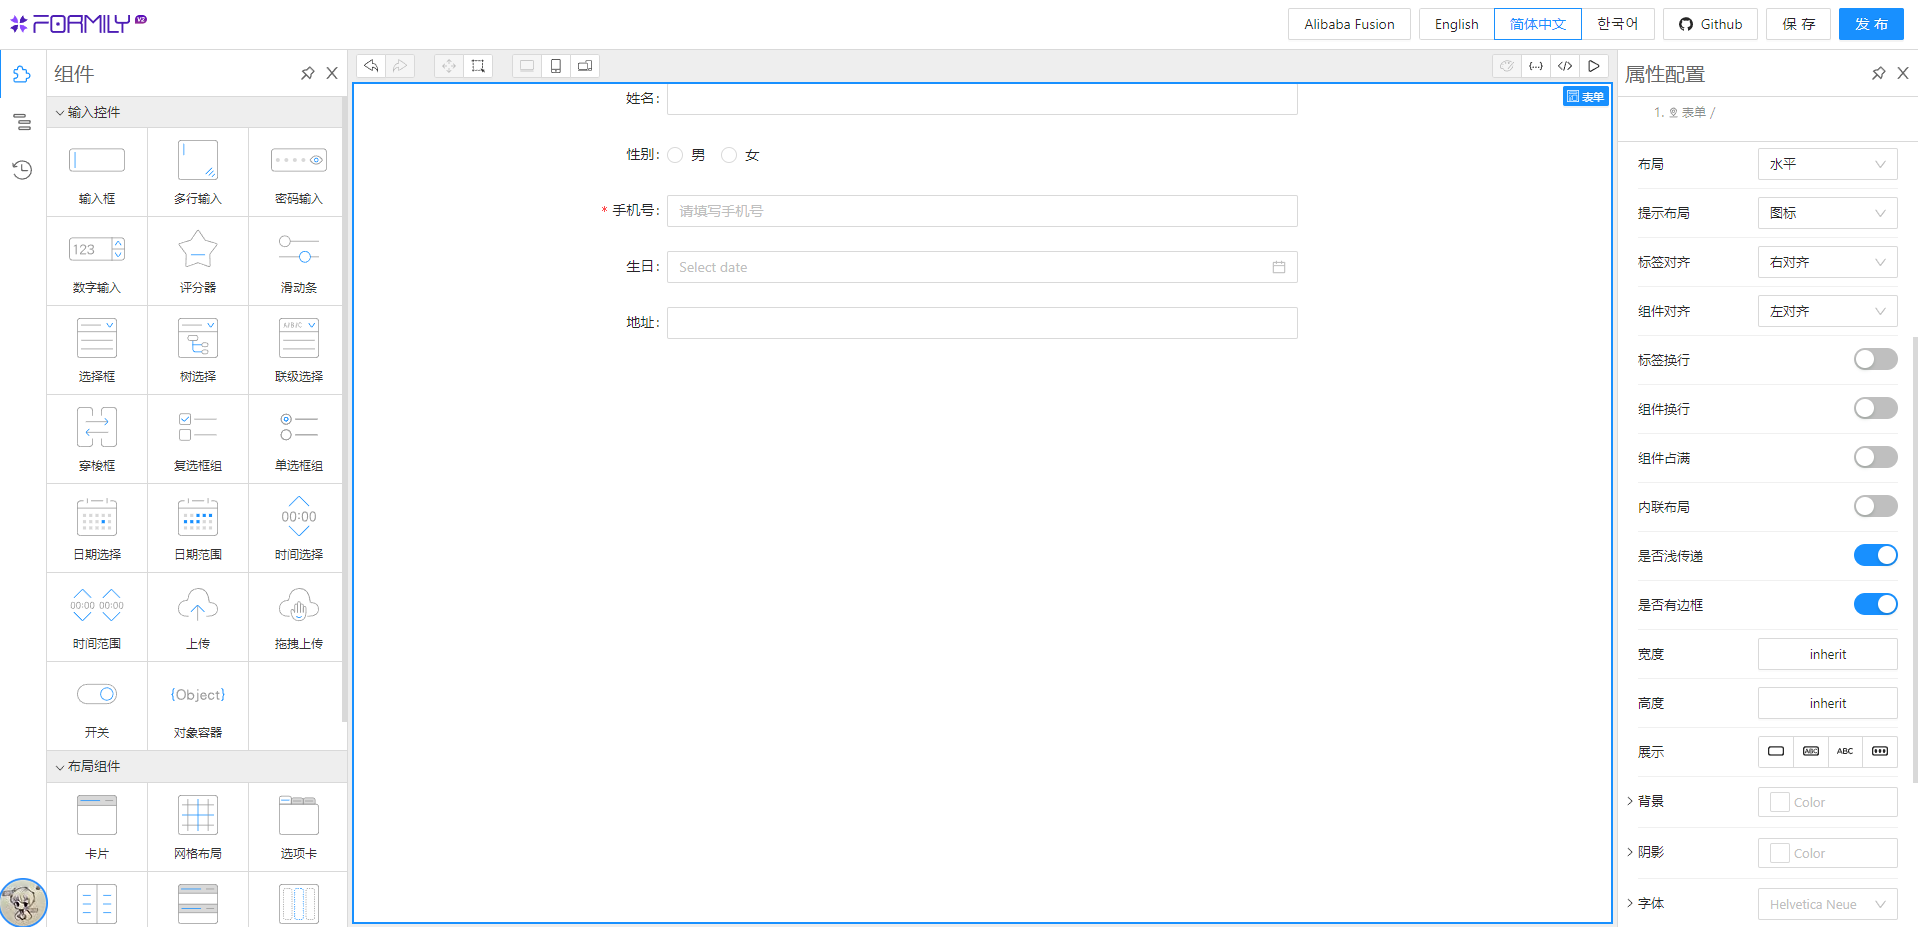 FORMILY V2
Alibaba Fusion
English
简体中文
한국어
Github
保 存
发 布
组件
输入控件
输入框
多行输入
密码输入
123
数字输入
评分器
滑动条
选择框
树选择
A/B/C
联级选择
穿梭框
复选框组
单选框组
日期选择
日期范围
00:00
时间选择
00:00 00:00
时间范围
上传
拖拽上传
开关
{Object}
对象容器
布局组件
卡片
网格布局
选项卡
表单
姓名:
性别:
男
女
* 手机号:
请填写手机号
生日:
Select date
地址:
属性配置
1. 表单 /
布局
水平
提示布局
图标
标签对齐
右对齐
组件对齐
左对齐
标签换行
组件换行
组件占满
内联布局
是否浅传递
是否有边框
宽度
inherit
高度
inherit
展示
ABC
ABC
背景
Color
阴影
Color
字体
Helvetica Neue